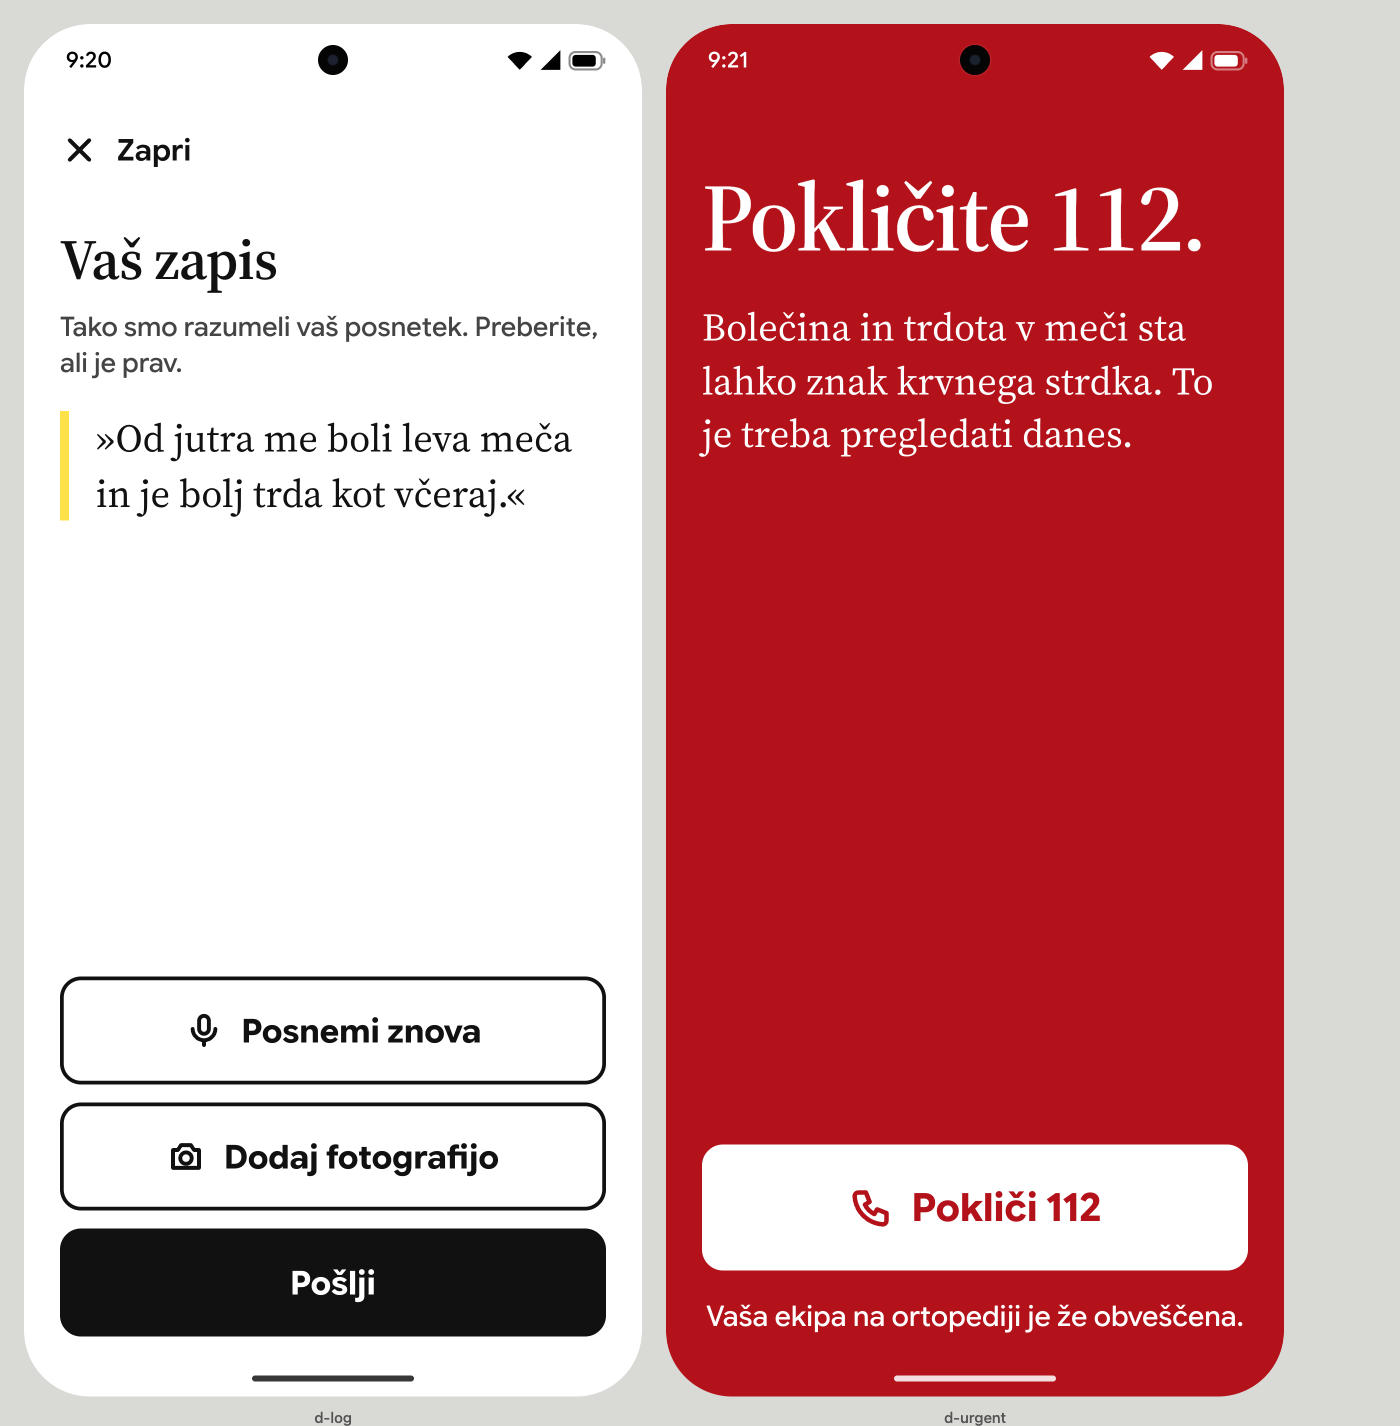 9:20
Zapri
Vaš zapis
Tako smo razumeli vaš posnetek. Preberite,
ali je prav.
»Od jutra me boli leva meča
in je bolj trda kot včeraj.«
Posnemi znova
Dodaj fotografijo
Pošlji
d-log
9:21
Pokličite 112.
Bolečina in trdota v meči sta
lahko znak krvnega strdka. To
je treba pregledati danes.
Pokliči 112
Vaša ekipa na ortopediji je že obveščena.
d-urgent